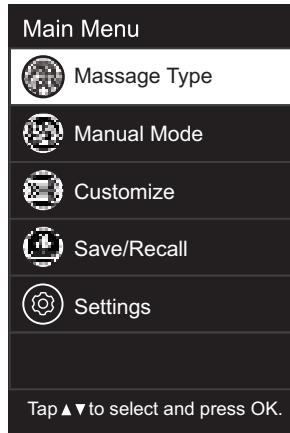 Main Menu
Massage Type
Manual Mode
Customize
Save/Recall
Settings
Tap▲▼to select and press OK.